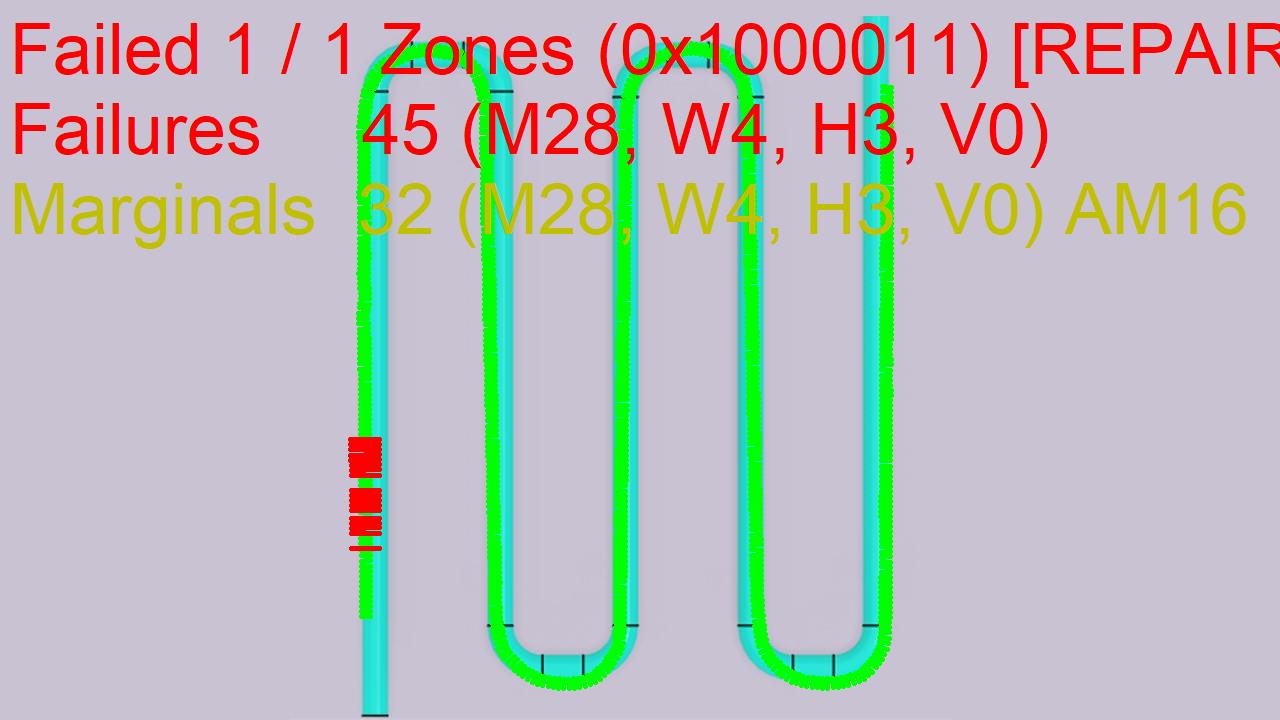 Failed 1 / 1 Zones (0x1000011) [REPAIR
Failures 45 (M28, W4, H3, V0)
Marginals 32 (M28, W4, H3, V0) AM16